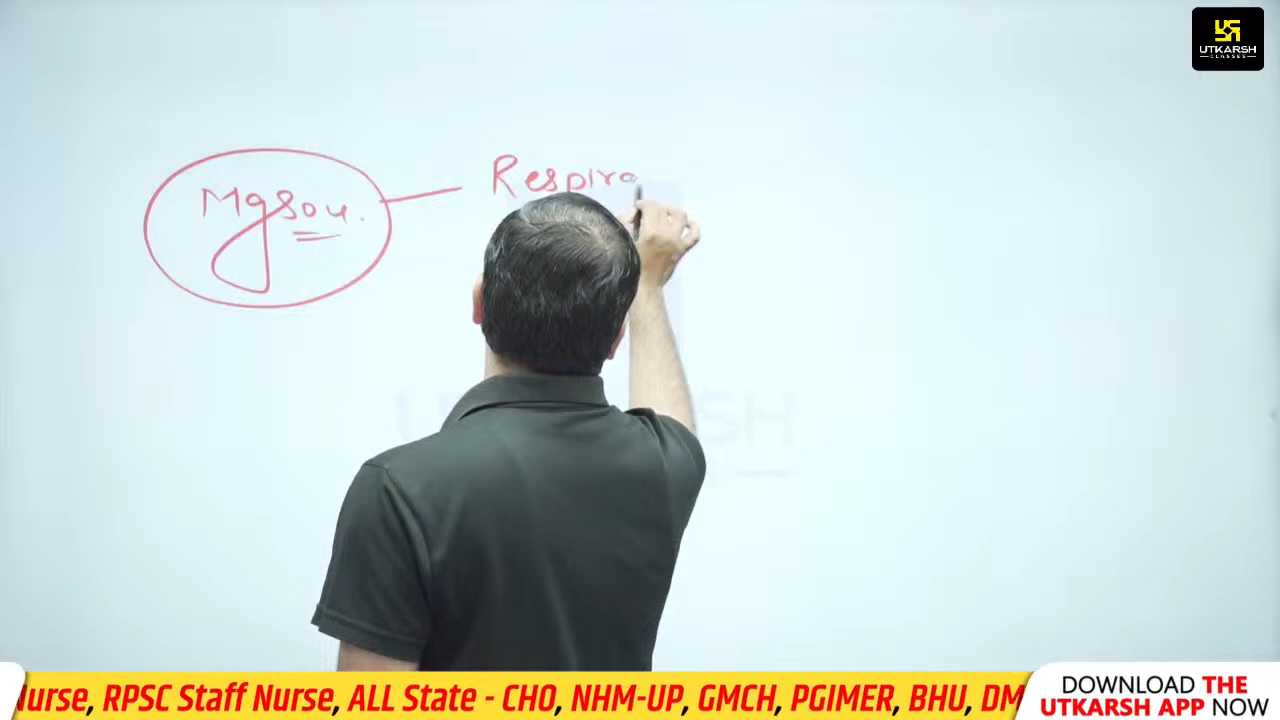 UTKARSH
CLASSES
Respira
Mgso4.
Nurse, RPSC Staff Nurse, ALL State - CHO, NHM-UP, GMCH, PGIMER, BHU, DM
DOWNLOAD THE
UTKARSH APP NOW